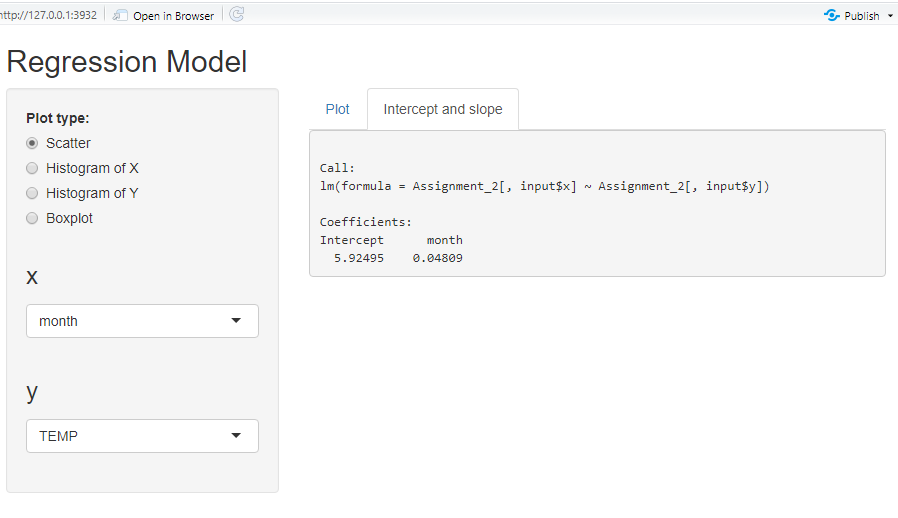 http://127.0.0.1:3932
Open in Browser
Publish
Regression Model
Plot type:
Scatter
Histogram of X
Histogram of Y
Boxplot
x
month
y
TEMP
Plot
Intercept and slope
Call:
lm(formula = Assignment_2[, input$x] ~ Assignment_2[, input$y])
Coefficients:
Intercept month
5.92495 0.04809